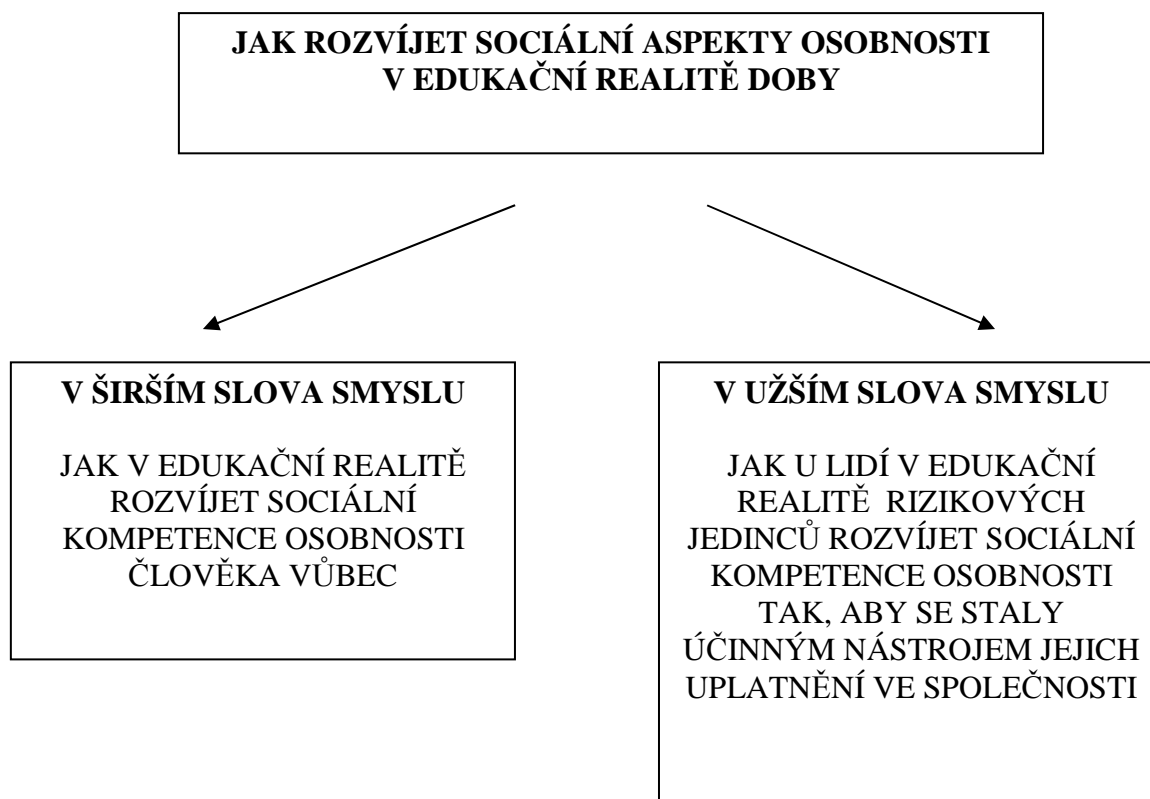 JAK ROZVÍJET SOCIÁLNÍ ASPEKTY OSOBNOSTI
V EDUKAČNÍ REALITĚ DOBY
V ŠIRŠÍM SLOVA SMYSLU
JAK V EDUKAČNÍ REALITĚ
ROZVÍJET SOCIÁLNÍ
KOMPETENCE OSOBNOSTI
ČLOVĚKA VŮBEC
V UŽŠÍM SLOVA SMYSLU
JAK U LIDÍ V EDUKAČNÍ
REALITĚ RIZIKOVÝCH
JEDINCŮ ROZVÍJET SOCIÁLNÍ
KOMPETENCE OSOBNOSTI
TAK, ABY SE STALY
ÚČINNÝM NÁSTROJEM JEJICH
UPLATNĚNÍ VE SPOLEČNOSTI